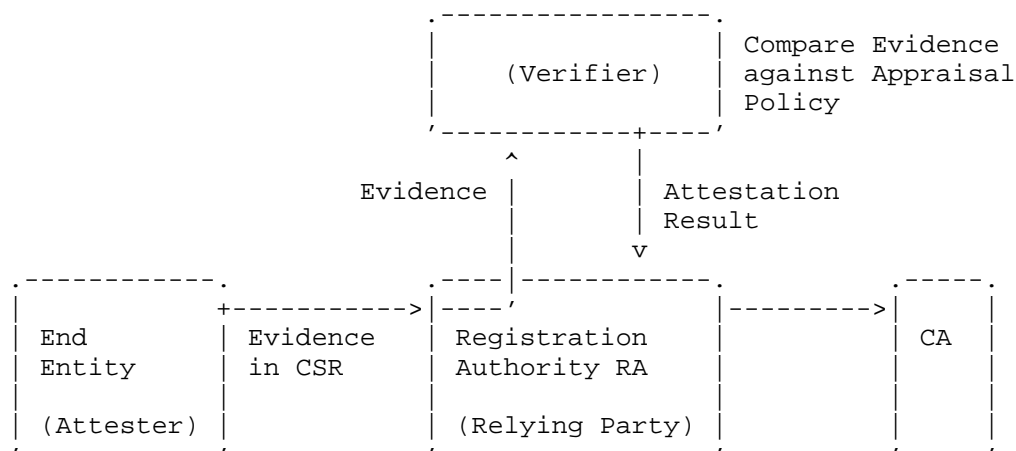 Compare Evidence
(Verifier) against Appraisal
Policy
Evidence Attestation
Result
End Evidence Registration CA
Entity in CSR Authority RA
(Attester) (Relying Party)